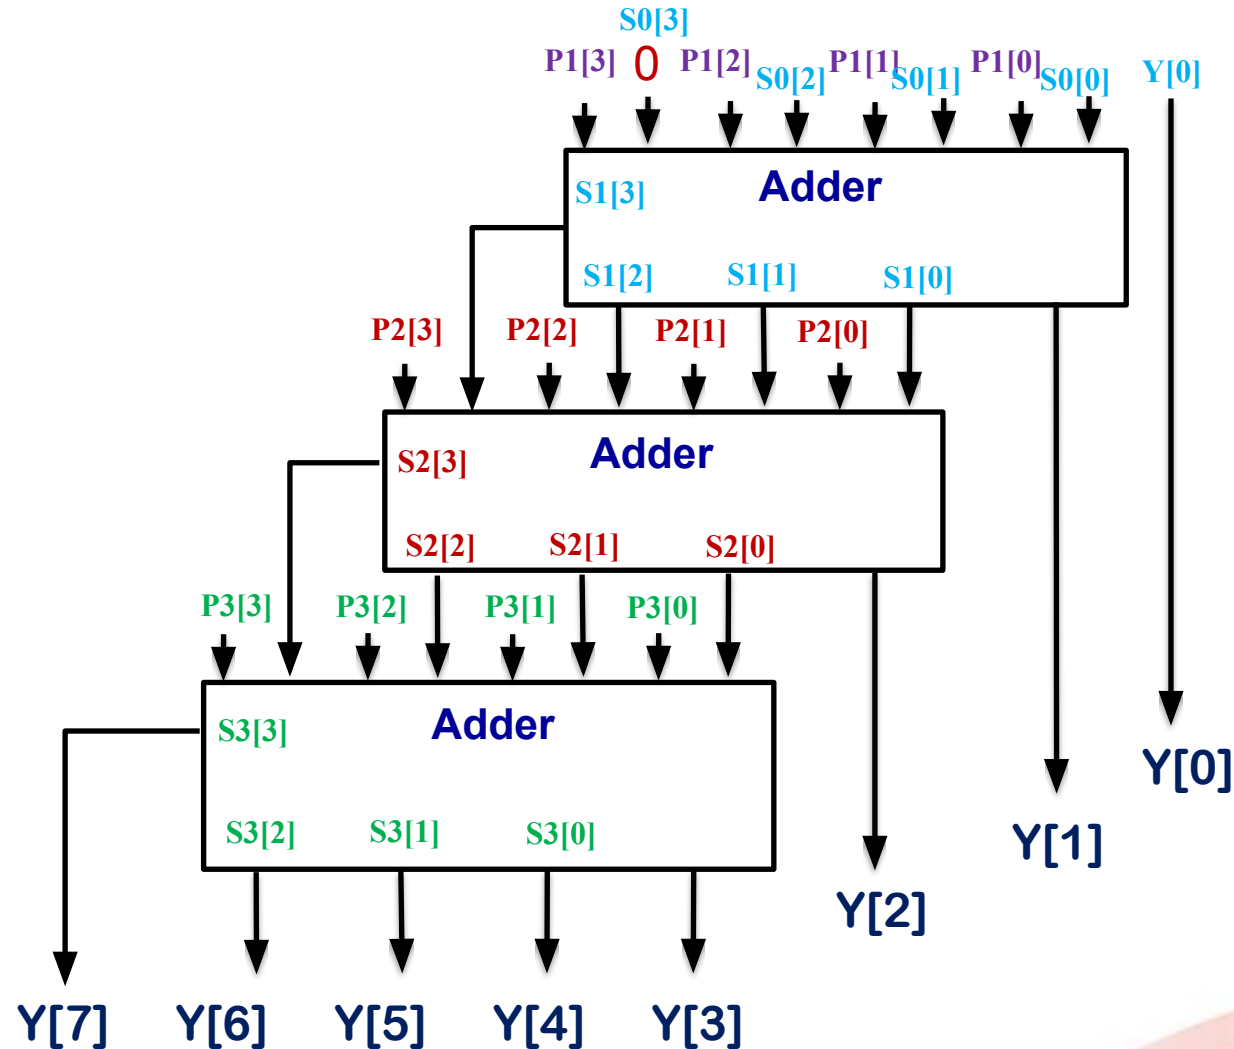 S0[3]
P1[3] 0 P1[2] S0[2] P1[1] S0[1] P1[0] S0[0] Y[0]
Adder
S1[3]
S1[2] S1[1] S1[0]
P2[3] P2[2] P2[1] P2[0]
Adder
S2[3]
S2[2] S2[1] S2[0]
P3[3] P3[2] P3[1] P3[0]
Adder
S3[3]
Y[0]
S3[2] S3[1] S3[0]
Y[1]
Y[2]
Y[7] Y[6] Y[5] Y[4] Y[3]